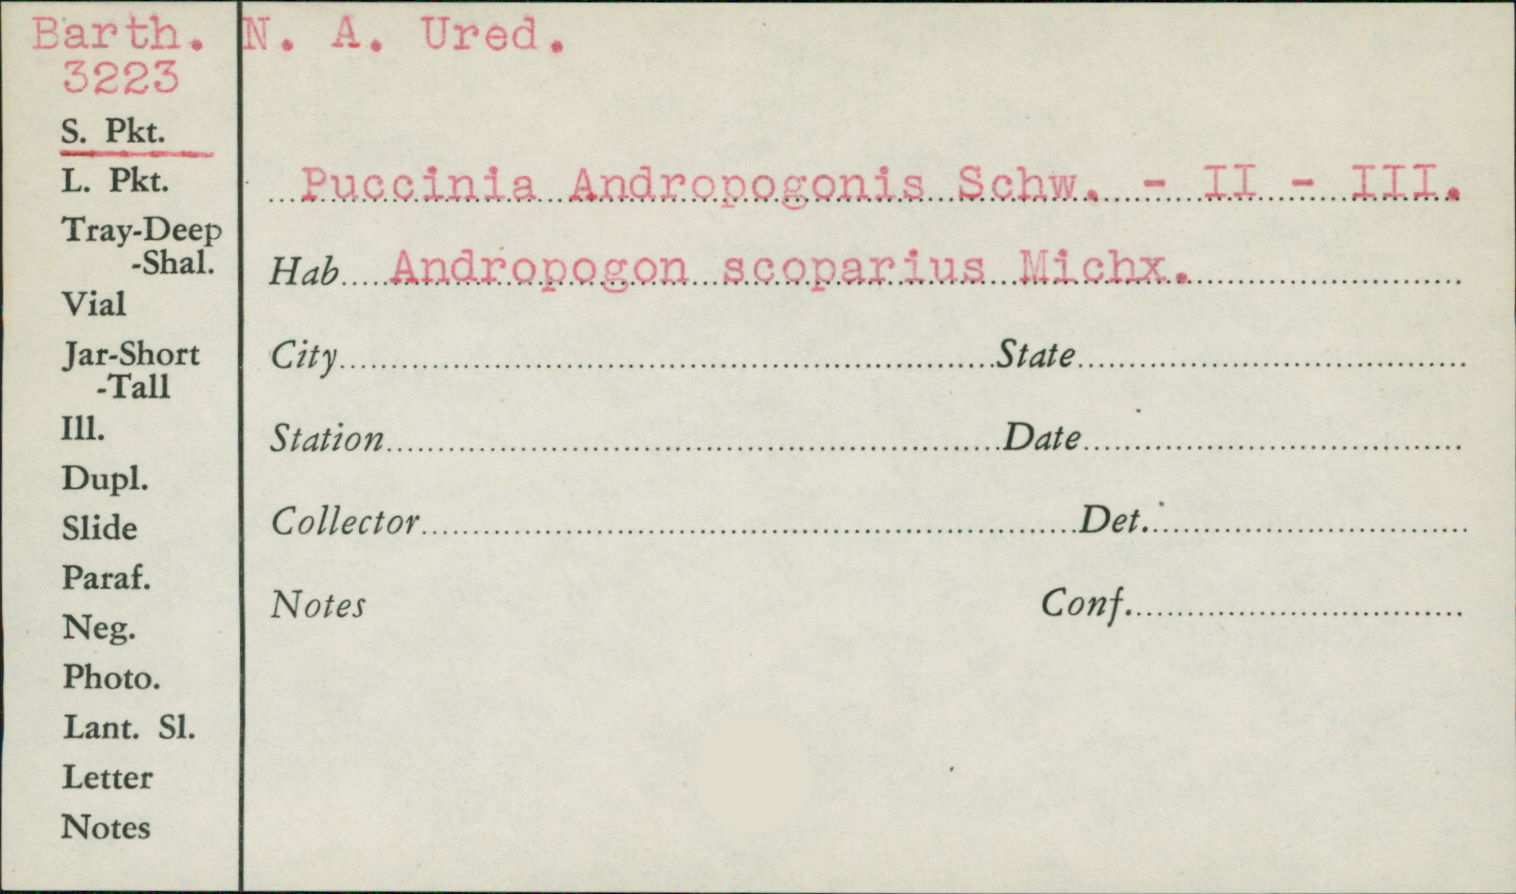 Barth. N. A. Ured.
3223
S. Pkt.
L. Pkt.
Tray-Deep
-Shal.
Vial
Jar-Short
-Tall
Ill.
Dupl.
Slide
Paraf.
Neg.
Photo.
Lant. Sl.
Letter
Notes
Puccinia Andropogonis Schw. - II - III.
Hab Andropogon scoparius Michx.
City State
Station Date
Collector Det.
Notes Conf.